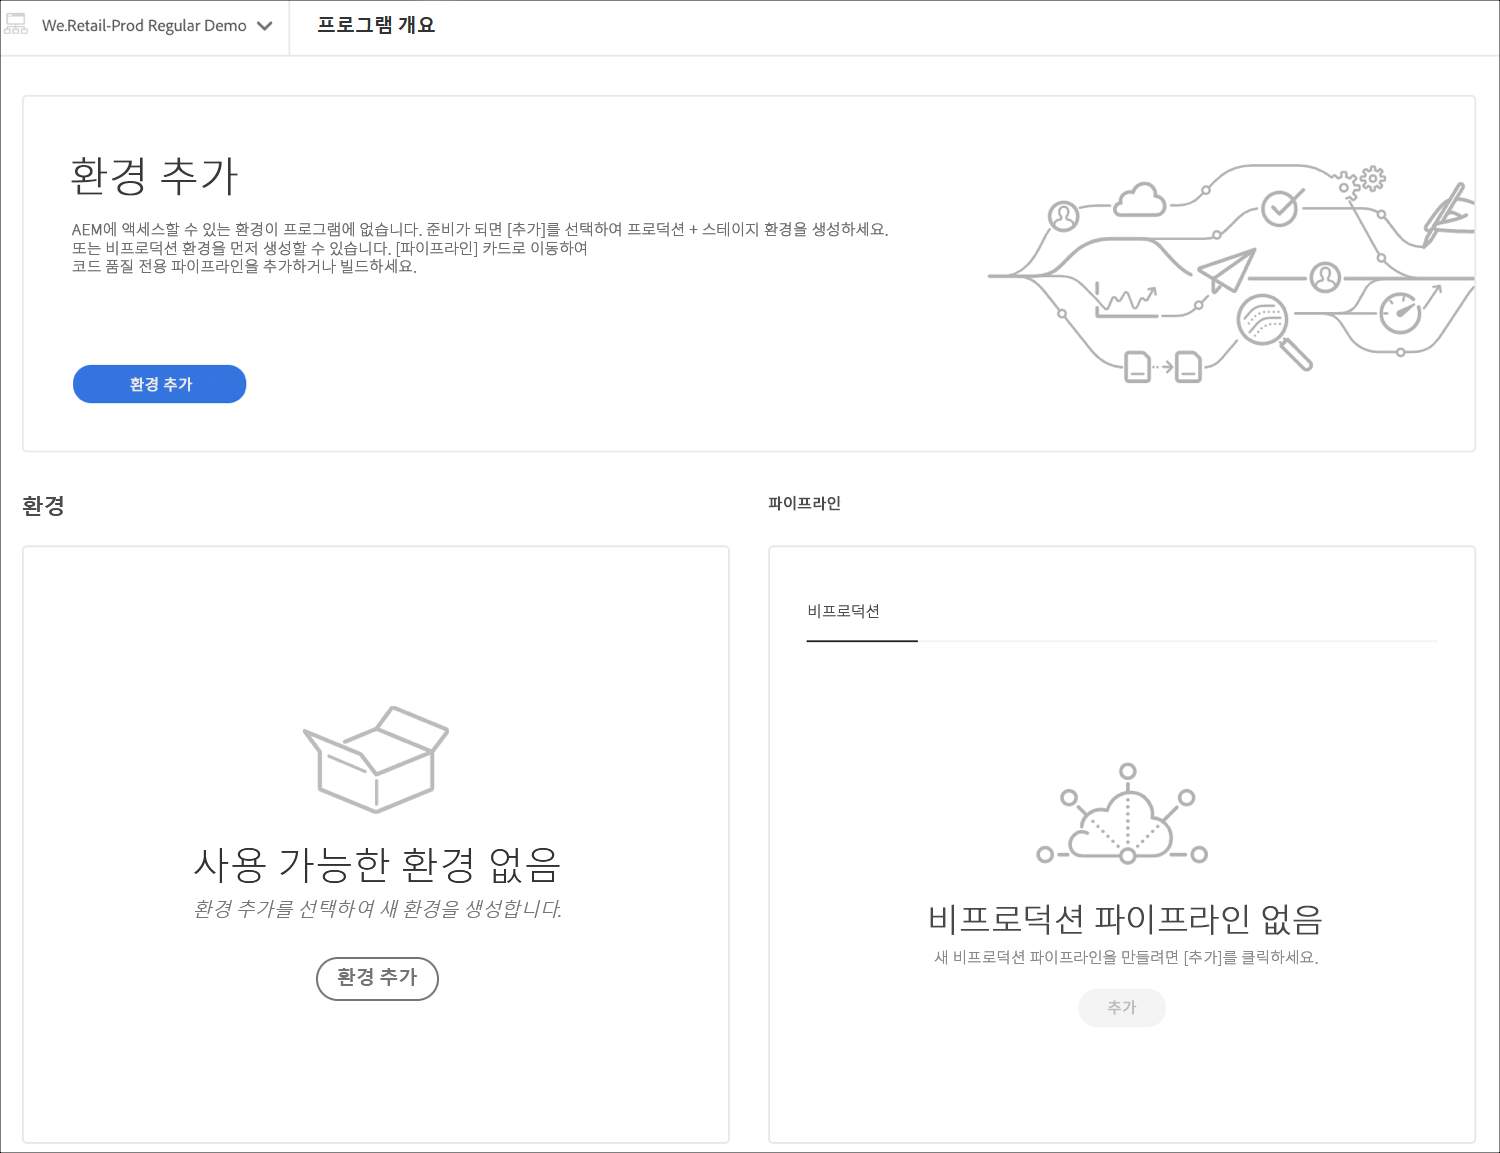 We.Retail-Prod Regular Demo
프로그램 개요
환경 추가
AEM에 액세스할 수 있는 환경이 프로그램에 없습니다. 준비가 되면 [추가]를 선택하여 프로덕션 + 스테이지 환경을 생성하세요.
또는 비프로덕션 환경을 먼저 생성할 수 있습니다. [파이프라인] 카드로 이동하여
코드 품질 전용 파이프라인을 추가하거나 빌드하세요.
환경 추가
환경
사용 가능한 환경 없음
환경 추가를 선택하여 새 환경을 생성합니다.
환경 추가
파이프라인
비프로덕션
비프로덕션 파이프라인 없음
새 비프로덕션 파이프라인을 만들려면 [추가]를 클릭하세요.
추가